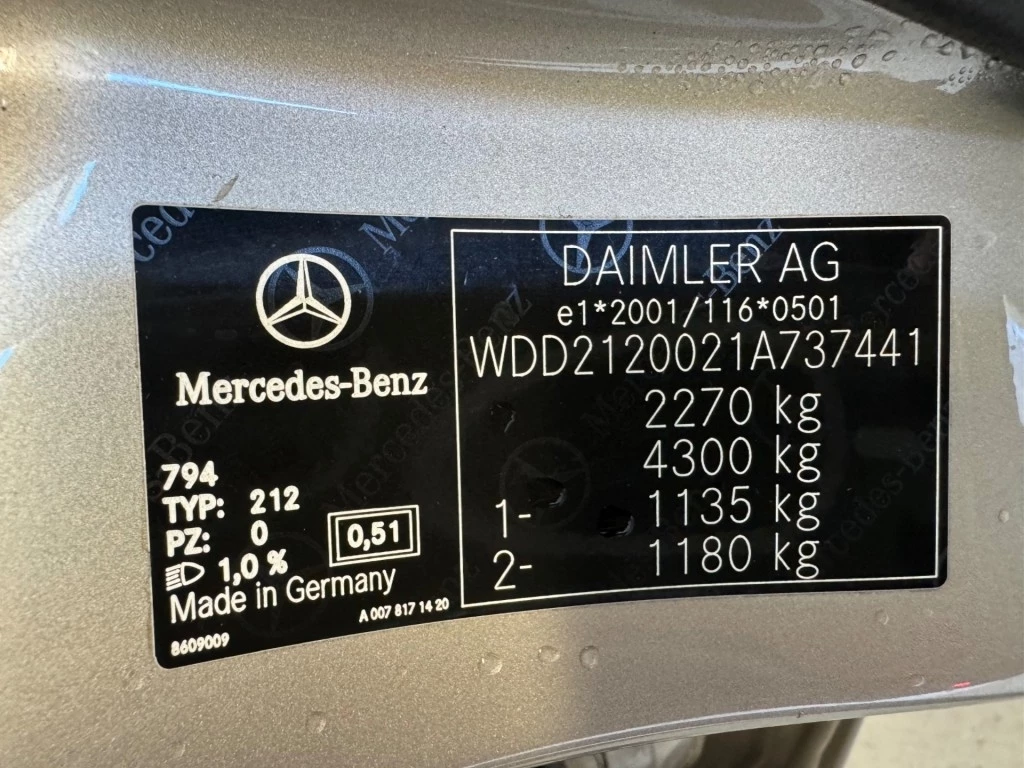 Mercedes-Benz
794
TYP: 212
PZ: 0
1,0 %
0,51
Made in Germany
A 007 817 14 20
8609009
DAIMLER AG
e1*2001/116*0501
WDD2120021A737441
2270 kg
4300 kg
1- 1135 kg
2- 1180 kg